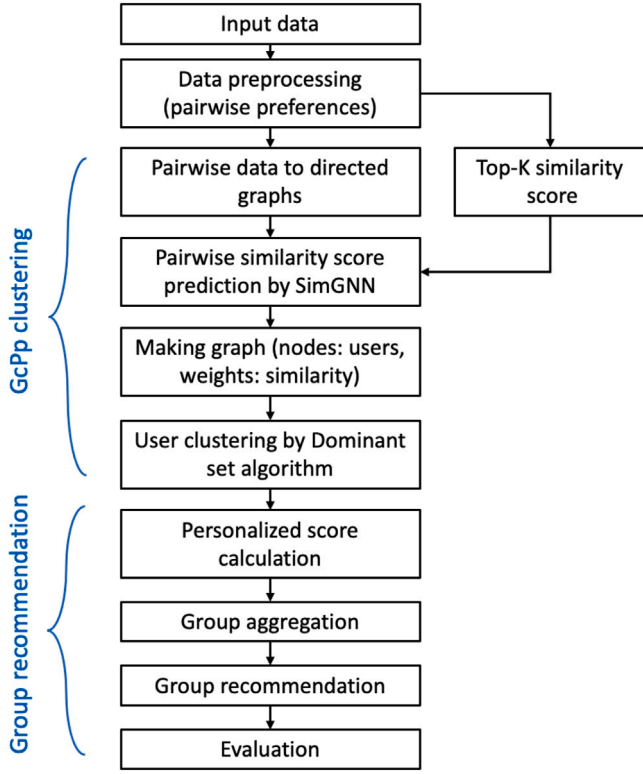 Input data
Data preprocessing
(pairwise preferences)
Pairwise data to directed
graphs
Top-K similarity
score
Pairwise similarity score
prediction by SimGNN
Making graph (nodes: users,
weights: similarity)
User clustering by Dominant
set algorithm
GcPp clustering
Personalized score
calculation
Group aggregation
Group recommendation
Evaluation
Group recommendation